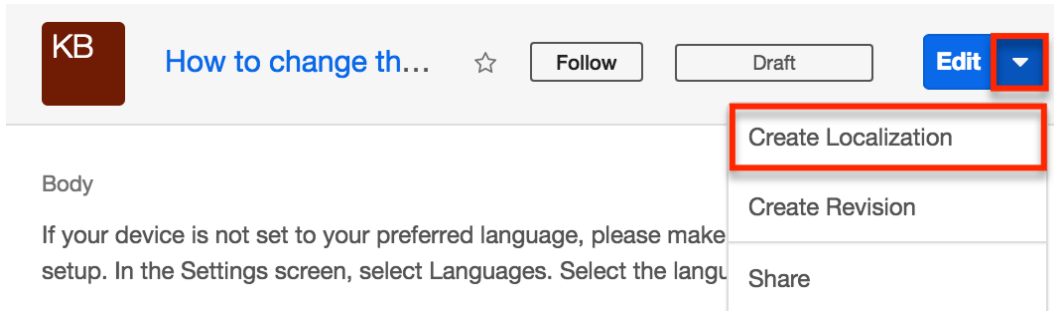 KB
How to change th...
Follow
Draft
Edit
Create Localization
Create Revision
Share
Body
If your device is not set to your preferred language, please make
setup. In the Settings screen, select Languages. Select the langu